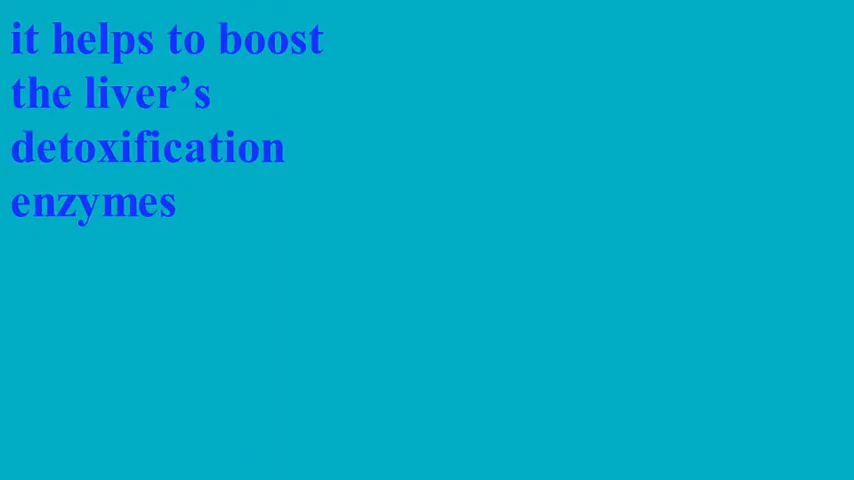 it helps to boost
the liver’s
detoxification
enzymes